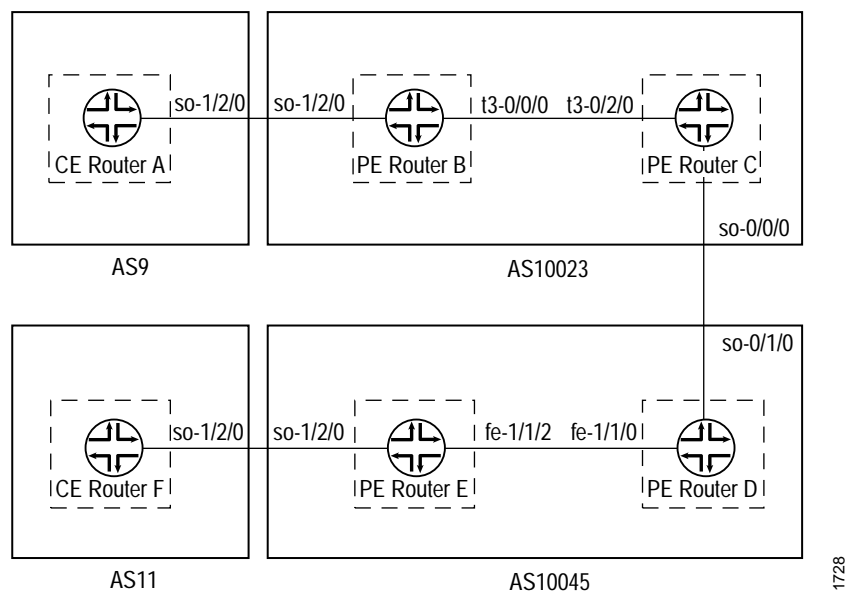 so-1/2/0 so-1/2/0 t3-0/0/0 t3-0/2/0
CE Router A PE Router B PE Router C
so-0/0/0
AS9 AS10023
so-0/1/0
so-1/2/0 so-1/2/0 fe-1/1/2 fe-1/1/0
CE Router F PE Router E PE Router D
AS11 AS10045
1728